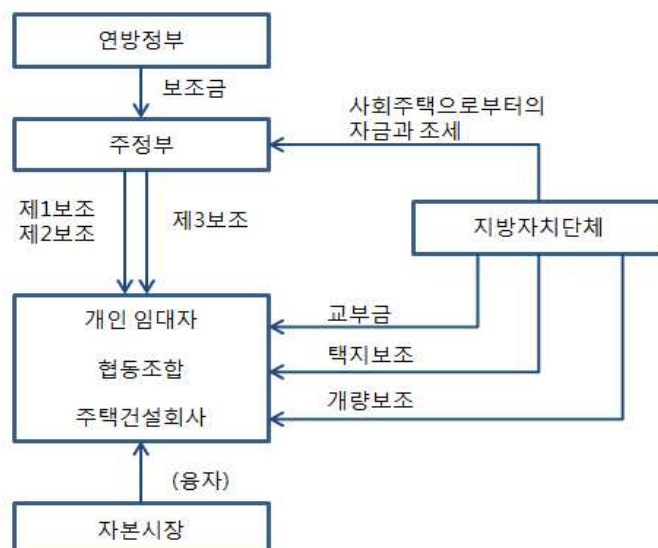 연방정부
보조금
사회주택으로부터의
자금과 조세
주정부
제1보조
제2보조
제3보조
지방자치단체
개인 임대자
교부금
협동조합
택지보조
주택건설회사
개량보조
(융자)
자본시장